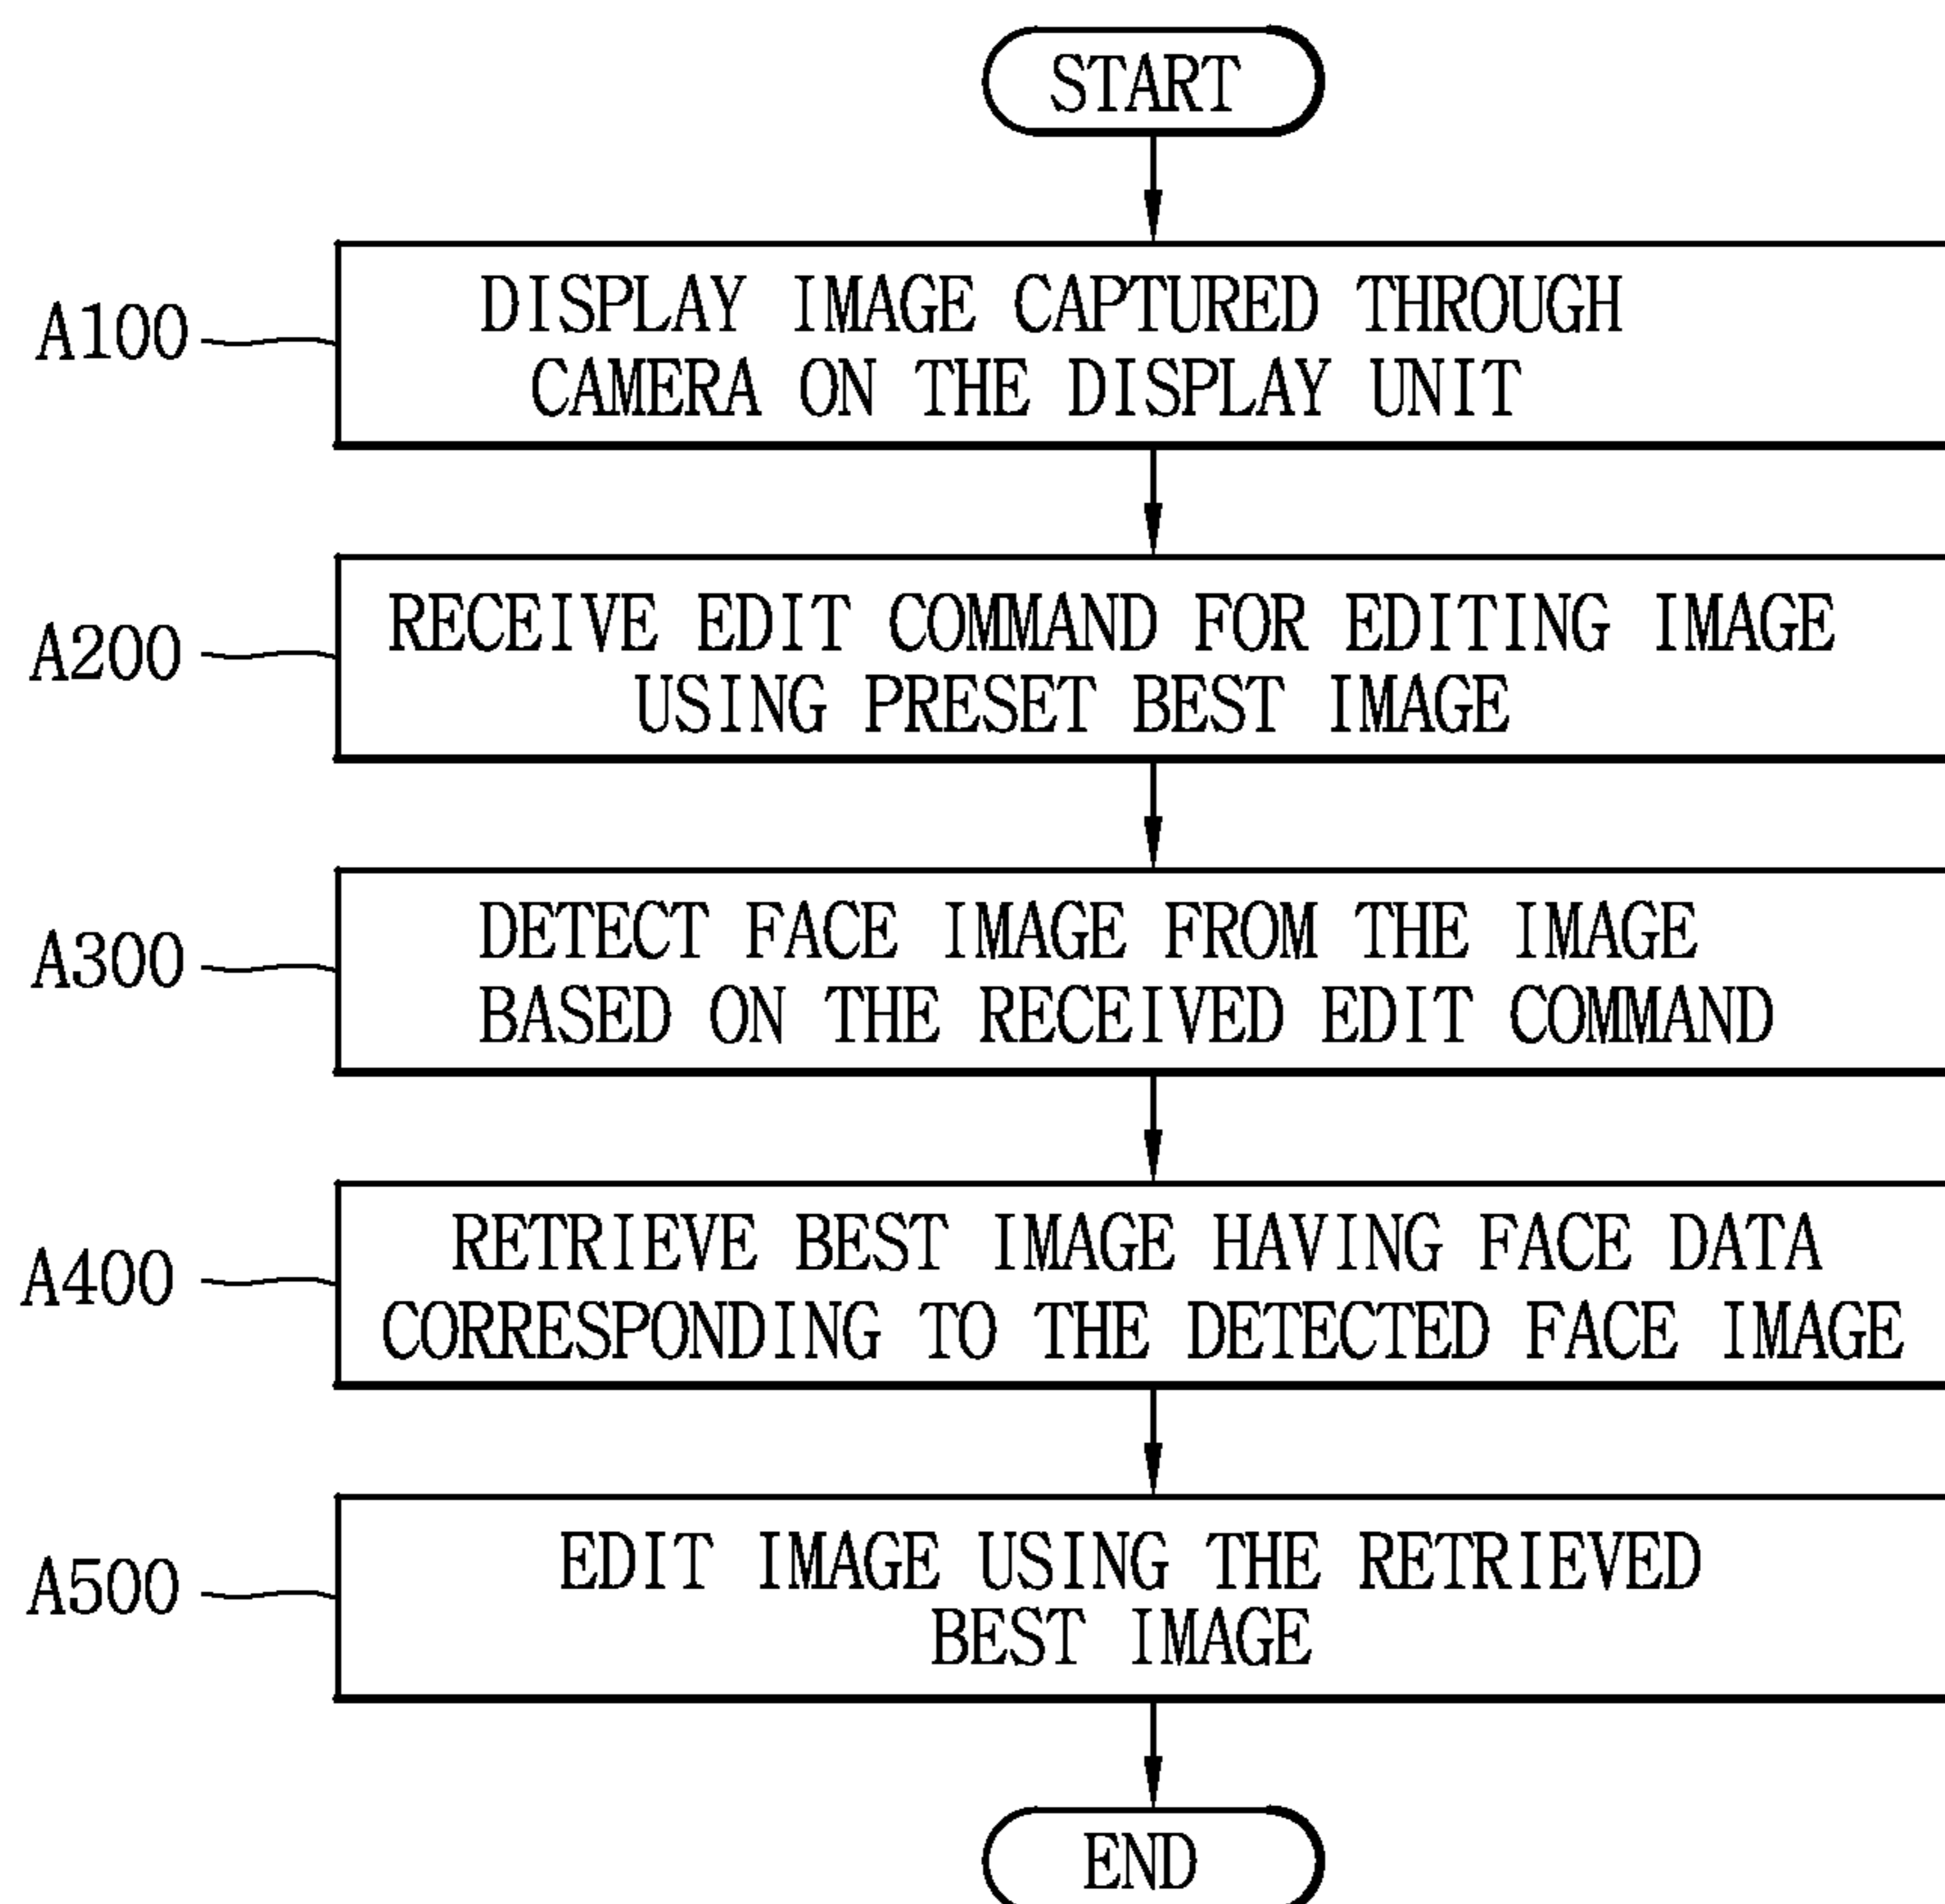 START
A100
DISPLAY IMAGE CAPTURED THROUGH
CAMERA ON THE DISPLAY UNIT
A200
RECEIVE EDIT COMMAND FOR EDITING IMAGE
USING PRESET BEST IMAGE
A300
DETECT FACE IMAGE FROM THE IMAGE
BASED ON THE RECEIVED EDIT COMMAND
A400
RETRIEVE BEST IMAGE HAVING FACE DATA
CORRESPONDING TO THE DETECTED FACE IMAGE
A500
EDIT IMAGE USING THE RETRIEVED
BEST IMAGE
END